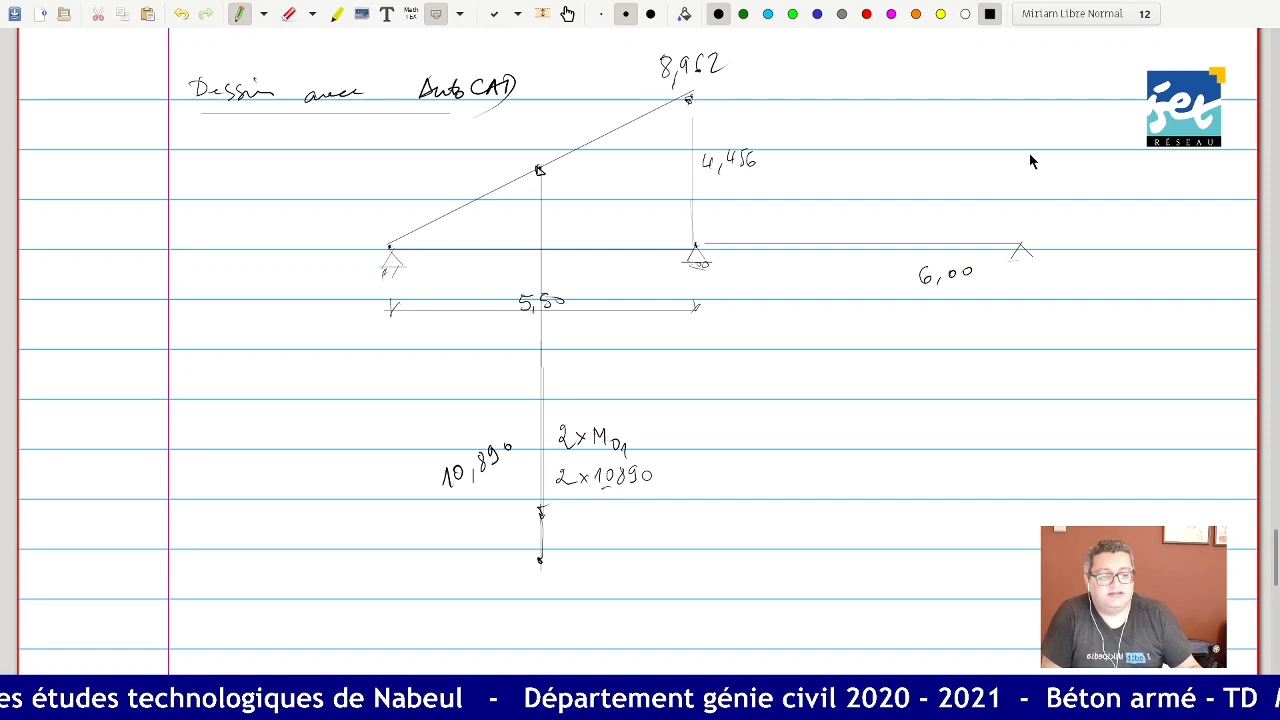 Miriam Libre Normal 12
Dessin avec AutoCAD
8,962
iset
RÉSEAU
4,456
6,00
5,50
2×M01
10,890
2×10890
es études technologiques de Nabeul - Département génie civil 2020 - 2021 - Béton armé - TD